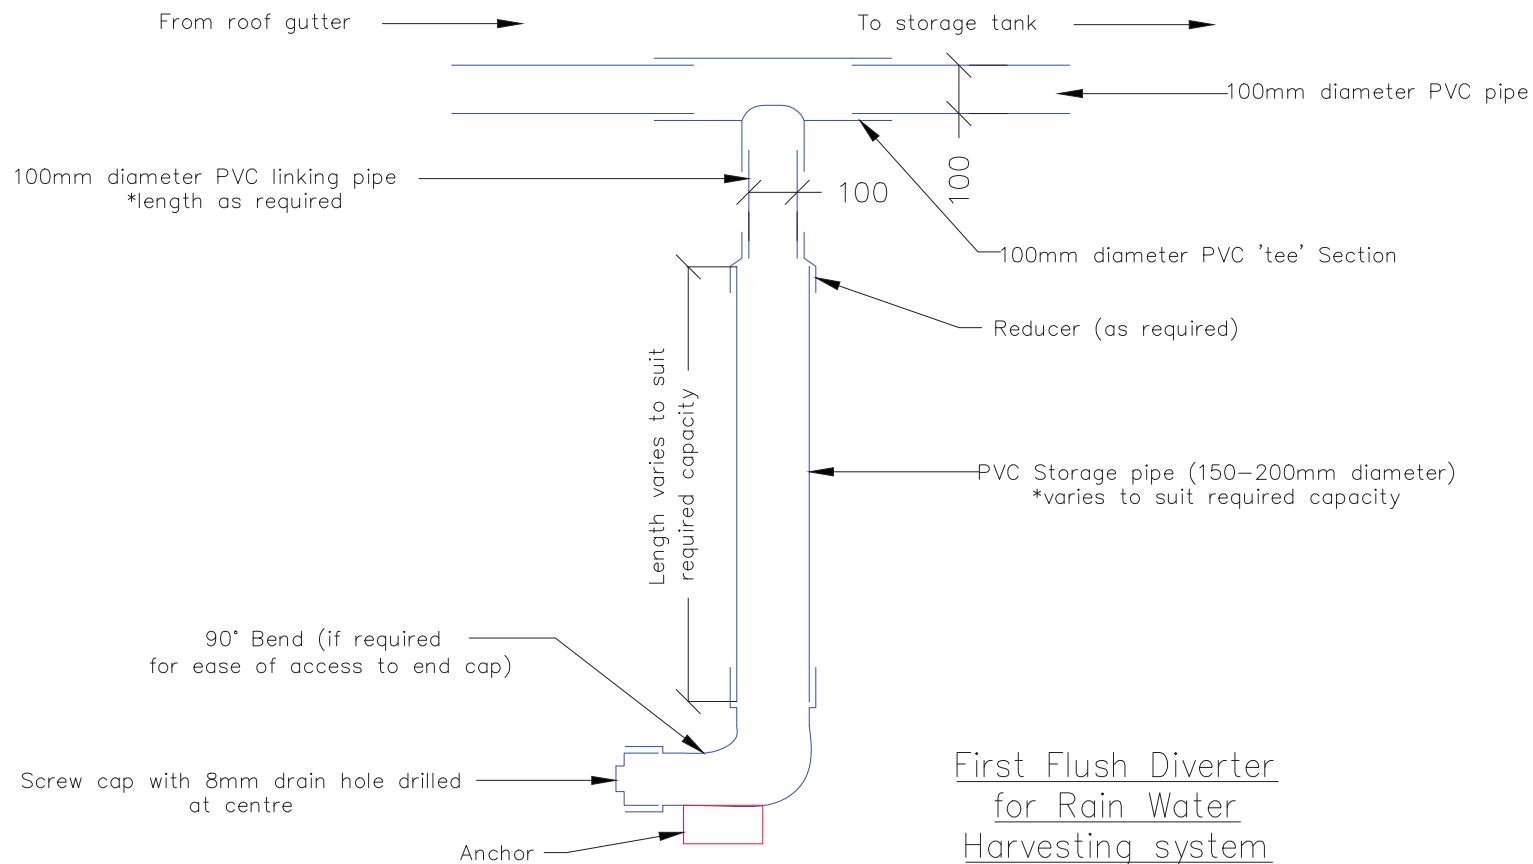 From roof gutter
To storage tank
100mm diameter PVC pipe
100mm diameter PVC linking pipe
*length as required
100
100
100mm diameter PVC 'tee' Section
Reducer (as required)
Length varies to suit
required capacity
PVC Storage pipe (150-200mm diameter)
*varies to suit required capacity
90° Bend (if required
for ease of access to end cap)
Screw cap with 8mm drain hole drilled
at centre
Anchor
First Flush Diverter
for Rain Water
Harvesting system